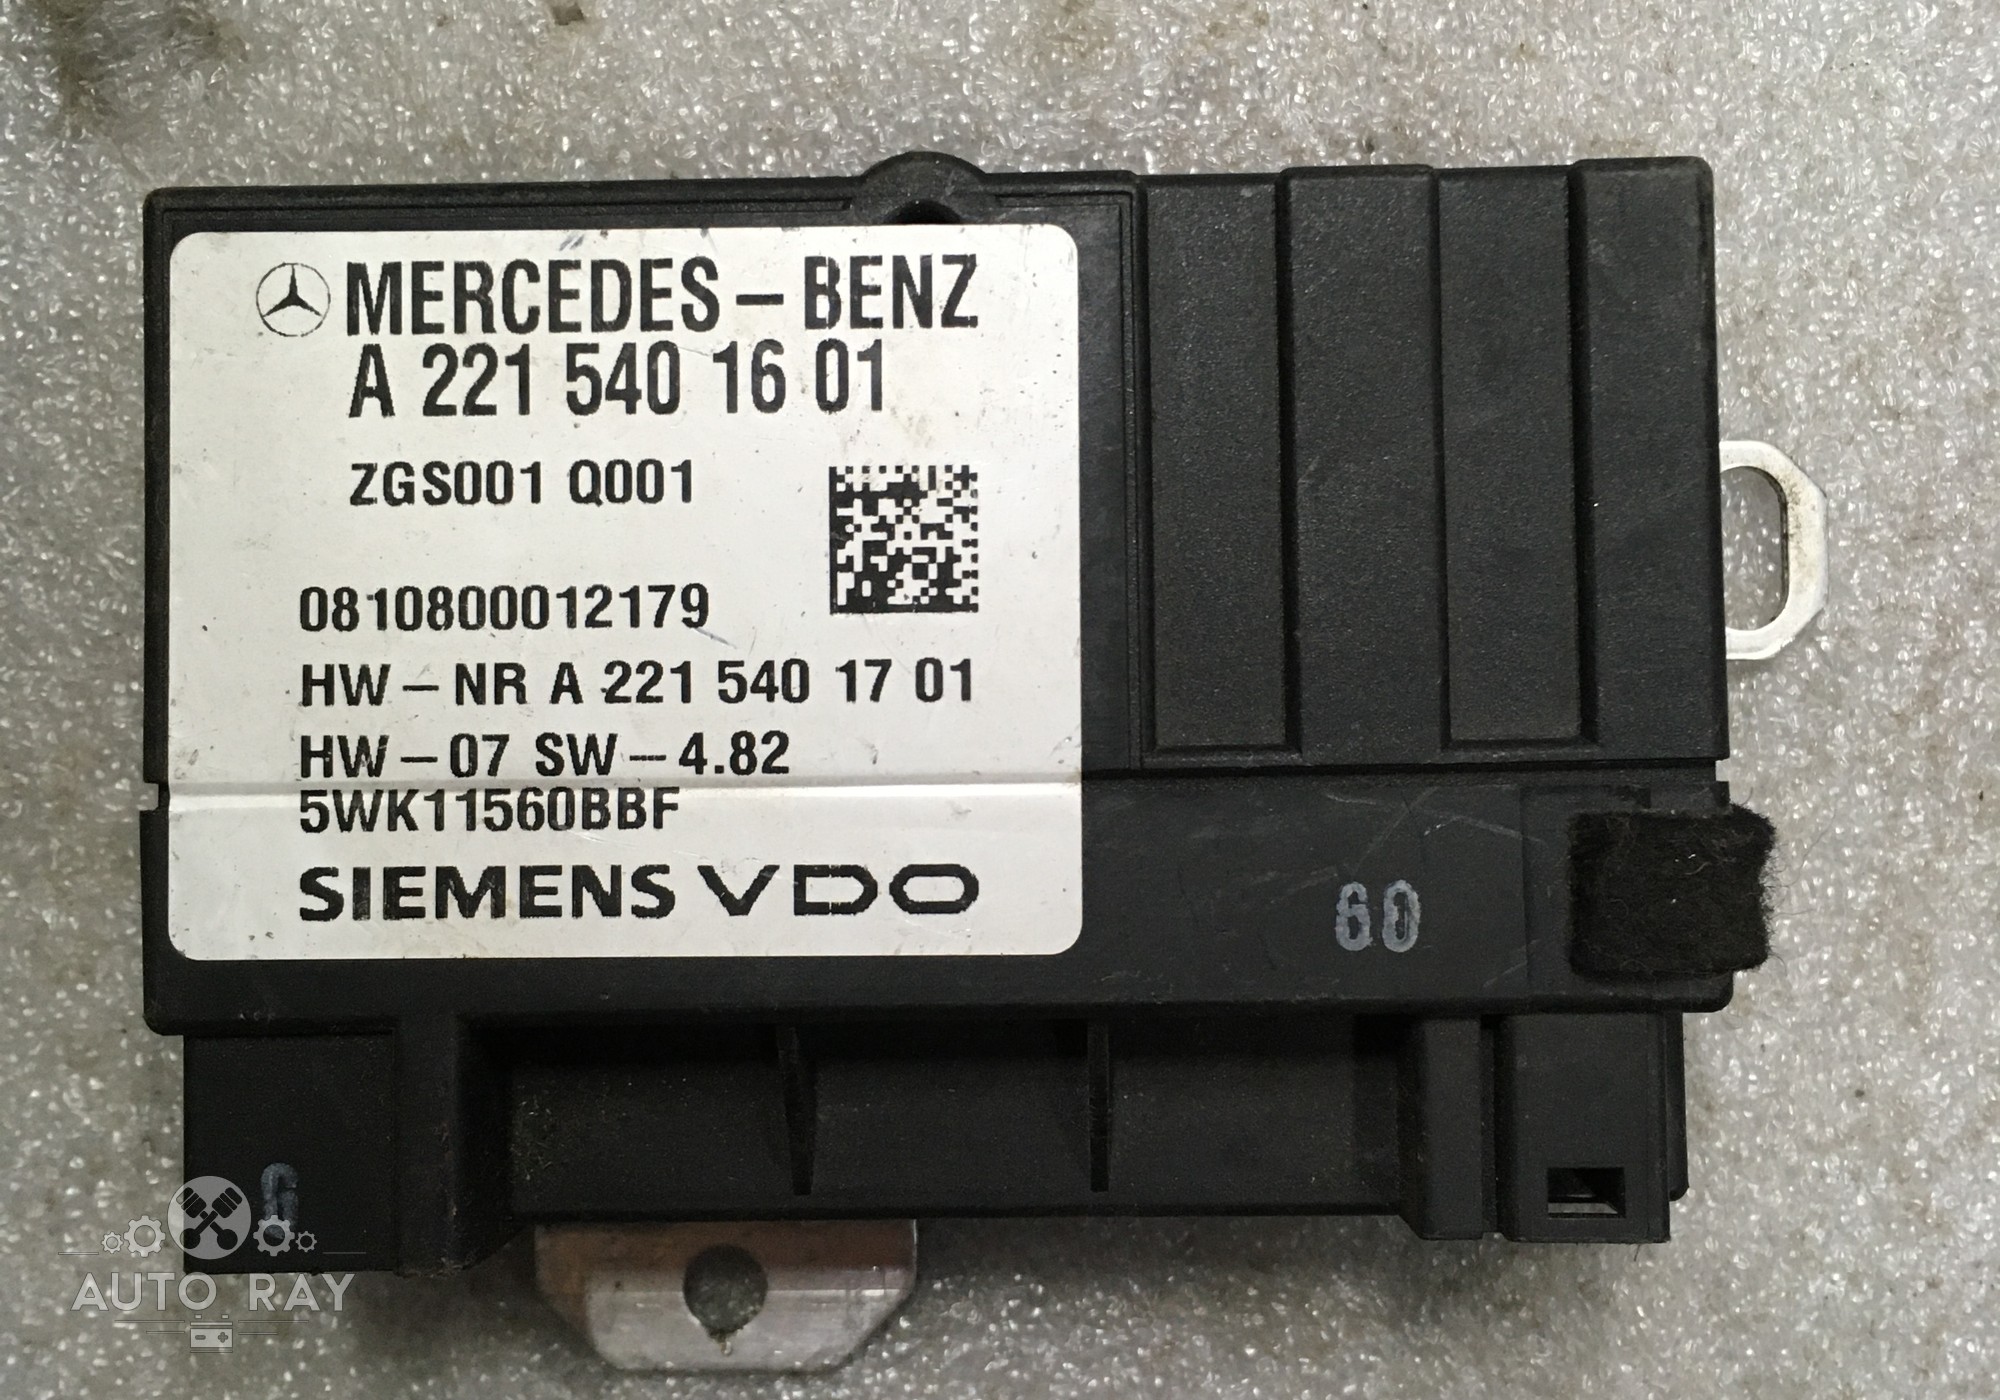 MERCEDES-BENZ
A 221 540 16 01
ZGS001 Q001
0810800012179
HW-NR A 221 540 17 01
HW-07 SW-4.82
5WK11560BBF
SIEMENS VDO
60
AUTO RAY